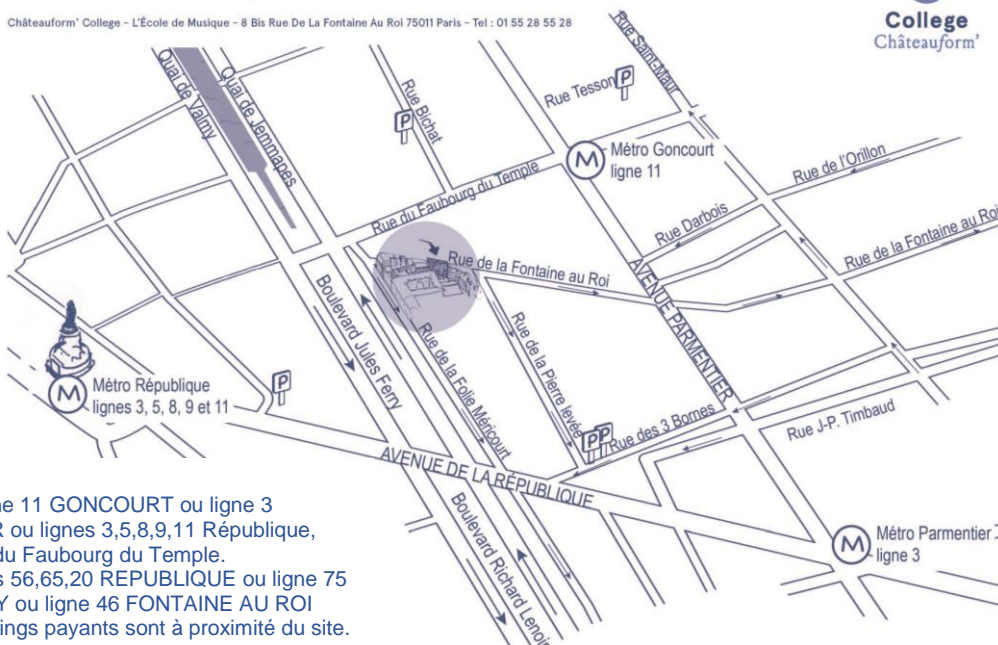 Châteauform' College - L'École de Musique - 8 Bis Rue De La Fontaine Au Roi 75011 Paris - Tel : 01 55 28 55 28
College
Châteauform'
Quai de Valmy
Quai de Jemmapes
Rue Bichat
P
Rue Tesson
P
Rue Saint-Maur
M
Métro Goncourt
ligne 11
Rue du Faubourg du Temple
Rue de l'Orillon
Rue Darbois
Rue de la Fontaine au Roi
Rue de la Fontaine au Roi
AVENUE PARMENTIER
Boulevard Jules Ferry
Rue de la Folie Méricourt
Rue de la Pierre levée
M
Métro République
lignes 3, 5, 8, 9 et 11
P
P
P
Rue des 3 Bornes
Rue J-P. Timbaud
AVENUE DE LA RÉPUBLIQUE
Boulevard Richard Lenoir
M
Métro Parmentier
ligne 3
ne 11 GONCOURT ou ligne 3
R ou lignes 3,5,8,9,11 République,
du Faubourg du Temple.
s 56,65,20 REPUBLIQUE ou ligne 75
Y ou ligne 46 FONTAINE AU ROI
ings payants sont à proximité du site.